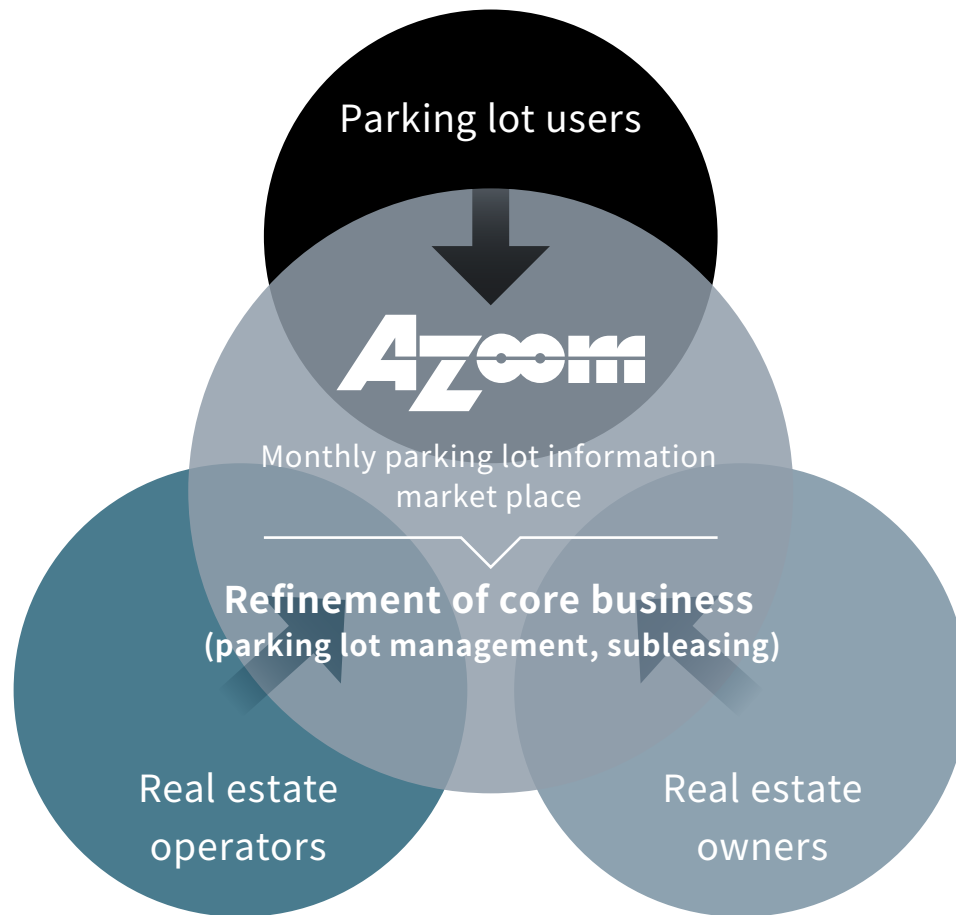 Parking lot users
Azoom
Monthly parking lot information
market place
Refinement of core business
(parking lot management, subleasing)
Real estate
operators
Real estate
owners